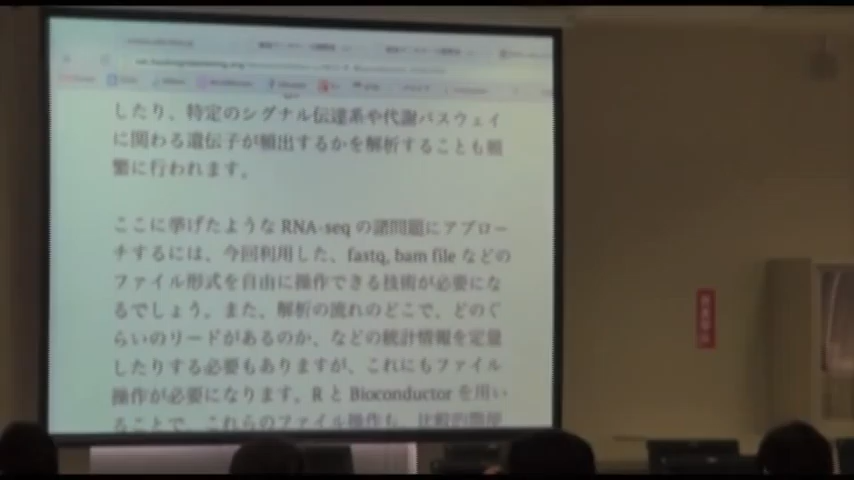 したり、特定のシグナル伝達系や代謝パスウェイ
に関わる遺伝子が頻出するかを解析することも頻
繁に行われます。
ここに挙げたような RNA-seq の諸問題にアプロー
チするには、今回利用した、fastq, bam file などの
ファイル形式を自由に操作できる技術が必要にな
るでしょう。また、解析の流れのどこで、どのぐ
らいのリードがあるのか、などの統計情報を定量
したりする必要もありますが、これにもファイル
操作が必要になります。R と Bioconductor を用い
ることで、これらのファイル操作も、比較的簡便